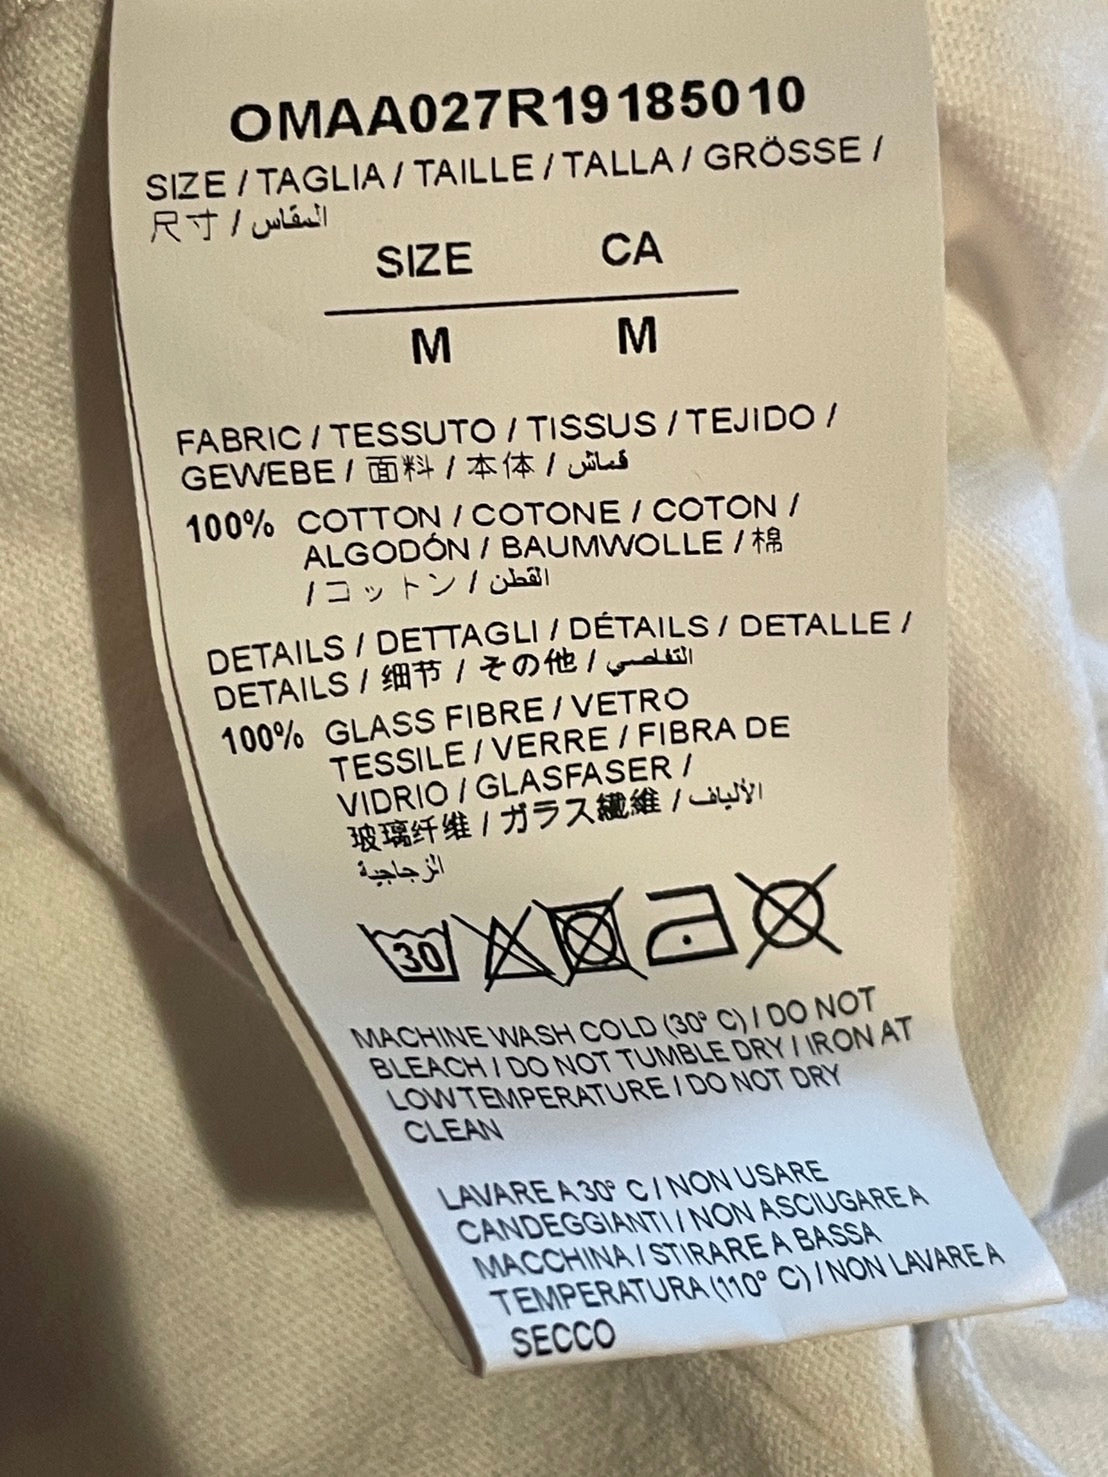 OMAA027R19185010
SIZE / TAGLIA / TAILLE / TALLA / GRÖSSE /
尺寸 / المقاس
SIZE CA
M M
FABRIC / TESSUTO / TISSUS / TEJIDO /
GEWEBE / 面料 / 本体 / قماش
100% COTTON / COTONE / COTON /
ALGODÓN / BAUMWOLLE / 棉
/ コットン / القطن
DETAILS / DETTAGLI / DÉTAILS / DETALLE /
DETAILS / 细节 / その他 / التفاصي
100% GLASS FIBRE / VETRO
TESSILE / VERRE / FIBRA DE
VIDRIO / GLASFASER /
玻璃纤维 / ガラス繊維 / الألياف
الزجاجية
30
MACHINE WASH COLD (30° C) / DO NOT
BLEACH / DO NOT TUMBLE DRY / IRON AT
LOW TEMPERATURE / DO NOT DRY
CLEAN
LAVARE A 30° C / NON USARE
CANDEGGIANTI / NON ASCIUGARE A
MACCHINA / STIRARE A BASSA
TEMPERATURA (110° C) / NON LAVARE A
SECCO